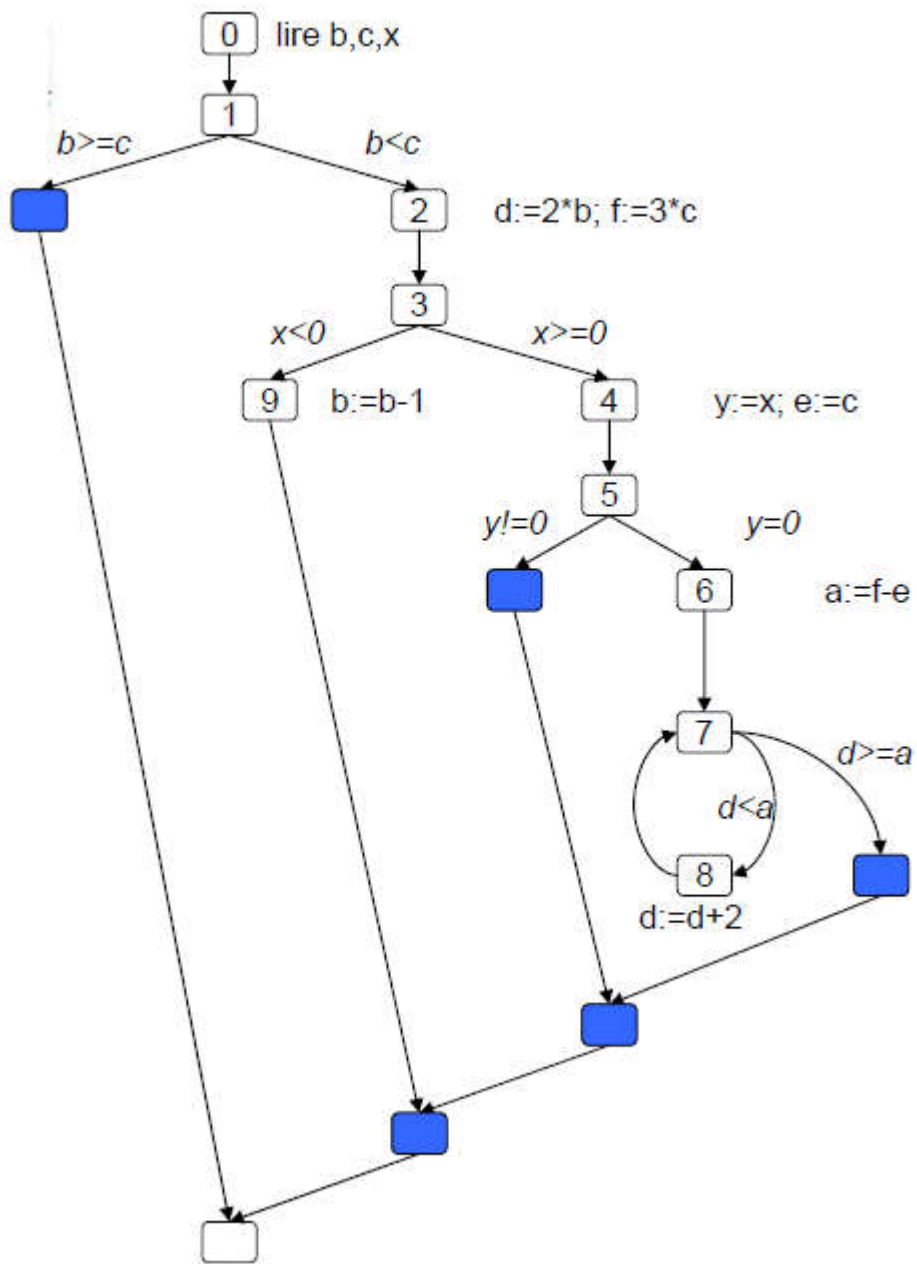 0 lire b,c,x
1
b>=c b<c
2 d:=2*b; f:=3*c
3
x<0 x>=0
9 b:=b-1 4 y:=x; e:=c
5
y!=0 y=0
6 a:=f-e
7
d>=a
d<a
8
d:=d+2